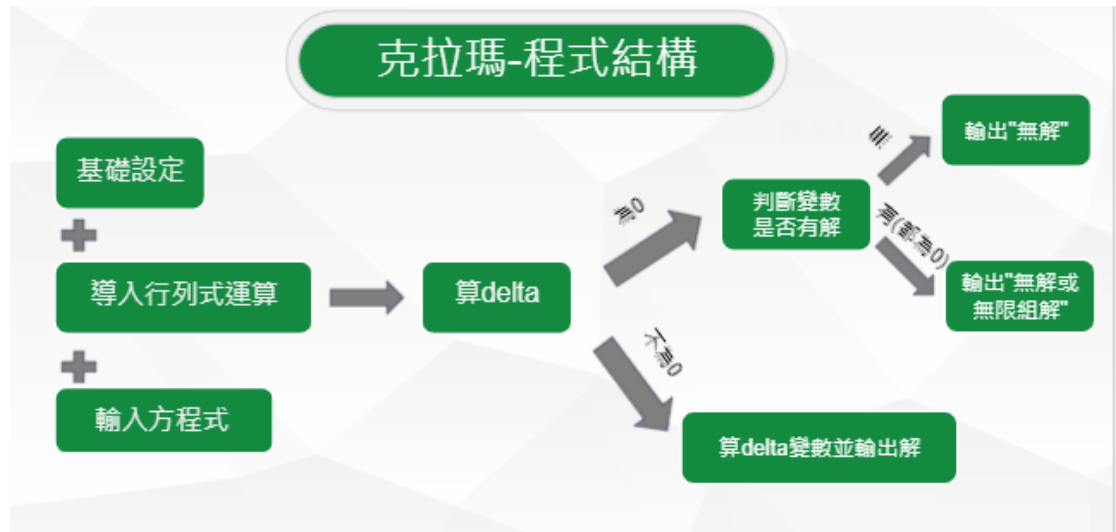 克拉瑪-程式結構
基礎設定
導入行列式運算
輸入方程式
算delta
為0
不為0
判斷變數
是否有解
無
有(都為0)
輸出"無解"
輸出"無解或
無限組解"
算delta變數並輸出解